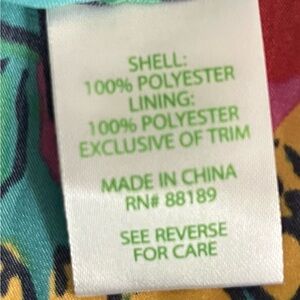 SHELL:
100% POLYESTER
LINING:
100% POLYESTER
EXCLUSIVE OF TRIM
MADE IN CHINA
RN# 88189
SEE REVERSE
FOR CARE